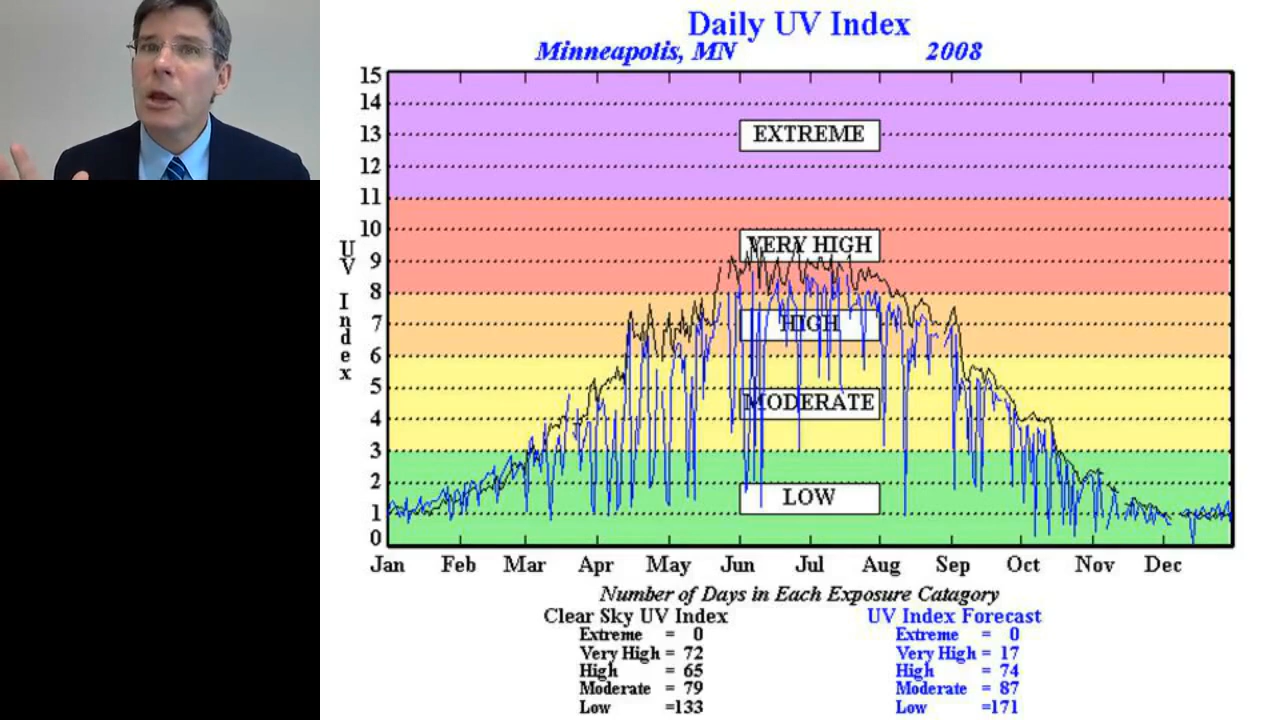 Daily UV Index
Minneapolis, MN 2008
15
14
13
12
11
10
9
8
7
6
5
4
3
2
1
0
UV Index
EXTREME
VERY HIGH
HIGH
MODERATE
LOW
Jan Feb Mar Apr May Jun Jul Aug Sep Oct Nov Dec
Number of Days in Each Exposure Catagory
Clear Sky UV Index
Extreme = 0
Very High = 72
High = 65
Moderate = 79
Low =133
UV Index Forecast
Extreme = 0
Very High = 17
High = 74
Moderate = 87
Low =171